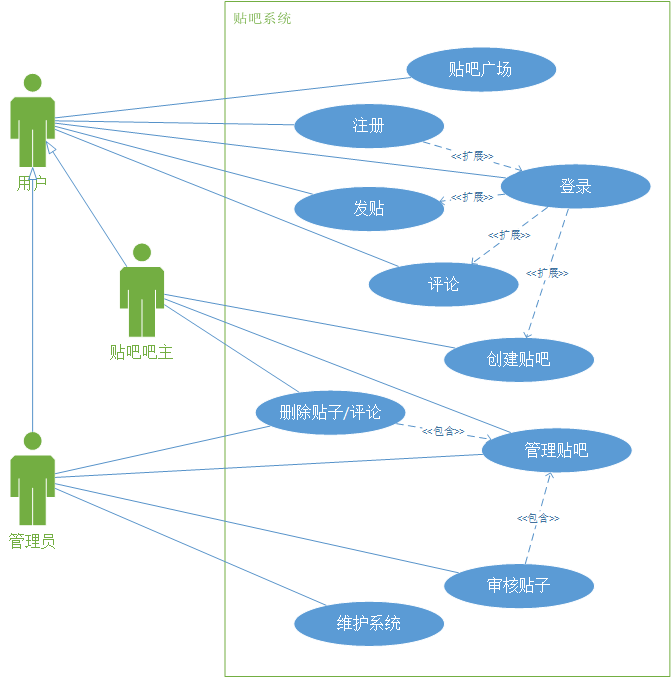 贴吧系统
贴吧广场
注册
<<扩展>>
登录
用户
发贴
<<扩展>>
<<扩展>>
评论
<<扩展>>
贴吧吧主
创建贴吧
删除贴子/评论
<<包含>>
管理贴吧
<<包含>>
管理员
审核贴子
维护系统